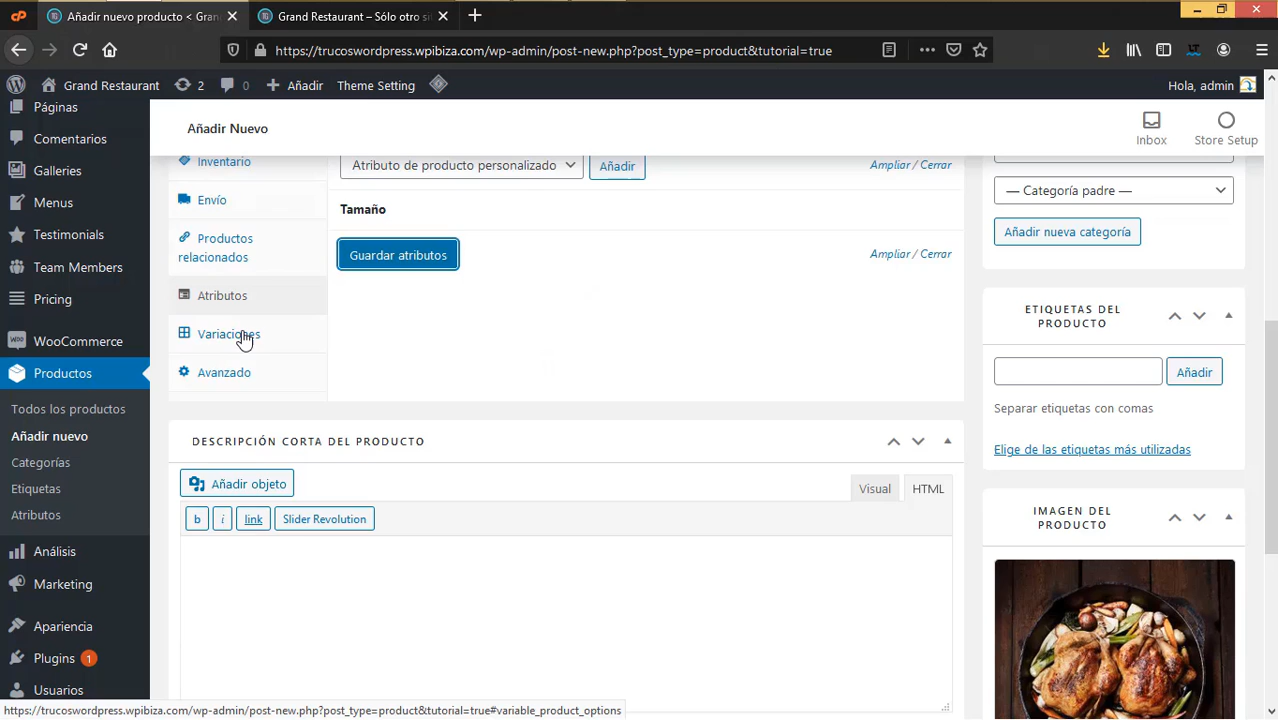 Añadir nuevo producto < Gran
Grand Restaurant – Sólo otro si
https://trucoswordpress.wpibiza.com/wp-admin/post-new.php?post_type=product&tutorial=true
Grand Restaurant
2
0
Añadir
Theme Setting
Hola, admin
Páginas
Comentarios
Galleries
Menus
Testimonials
Team Members
Pricing
WooCommerce
Productos
Todos los productos
Añadir nuevo
Categorías
Etiquetas
Atributos
Análisis
Marketing
Apariencia
Plugins 1
Usuarios
Añadir Nuevo
Inbox
Store Setup
Inventario
Envío
Productos
relacionados
Atributos
Variaciones
Avanzado
Atributo de producto personalizado
Añadir
Ampliar / Cerrar
Tamaño
Guardar atributos
Ampliar / Cerrar
DESCRIPCIÓN CORTA DEL PRODUCTO
Añadir objeto
Visual
HTML
b
i
link
Slider Revolution
— Categoría padre —
Añadir nueva categoría
ETIQUETAS DEL
PRODUCTO
Añadir
Separar etiquetas con comas
Elige de las etiquetas más utilizadas
IMAGEN DEL
PRODUCTO
https://trucoswordpress.wpibiza.com/wp-admin/post-new.php?post_type=product&tutorial=true#variable_product_options